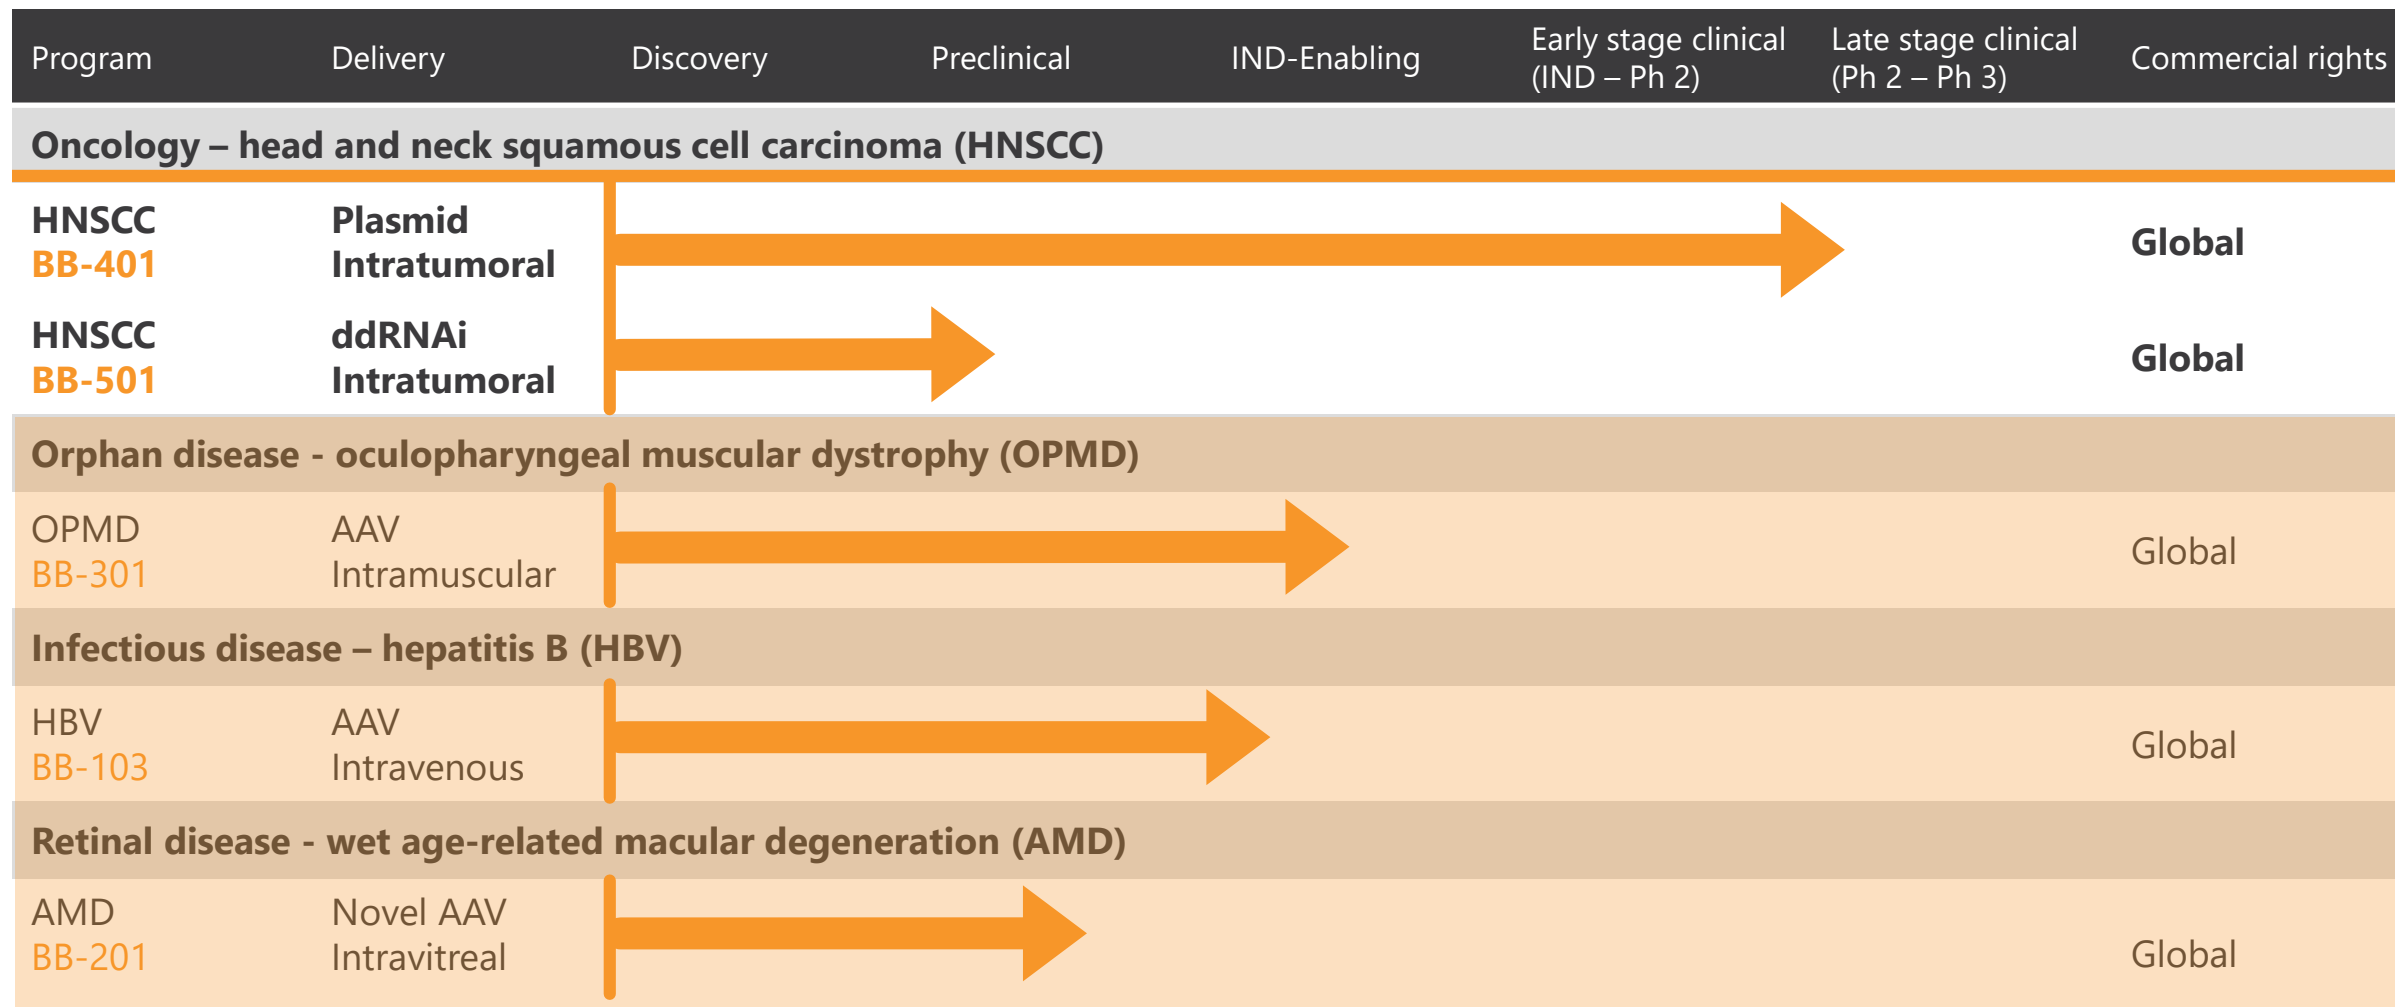 Program Delivery Discovery Preclinical IND-Enabling Early stage clinical (IND – Ph 2) Late stage clinical (Ph 2 – Ph 3) Commercial rights
Oncology – head and neck squamous cell carcinoma (HNSCC)
HNSCC Plasmid
BB-401 Intratumoral Global
HNSCC ddRNAi
BB-501 Intratumoral Global
Orphan disease - oculopharyngeal muscular dystrophy (OPMD)
OPMD AAV
BB-301 Intramuscular Global
Infectious disease – hepatitis B (HBV)
HBV AAV
BB-103 Intravenous Global
Retinal disease - wet age-related macular degeneration (AMD)
AMD Novel AAV
BB-201 Intravitreal Global